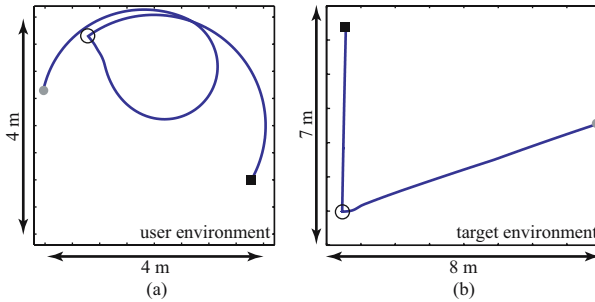 4 m
user environment
4 m
(a)
7 m
target environment
8 m
(b)